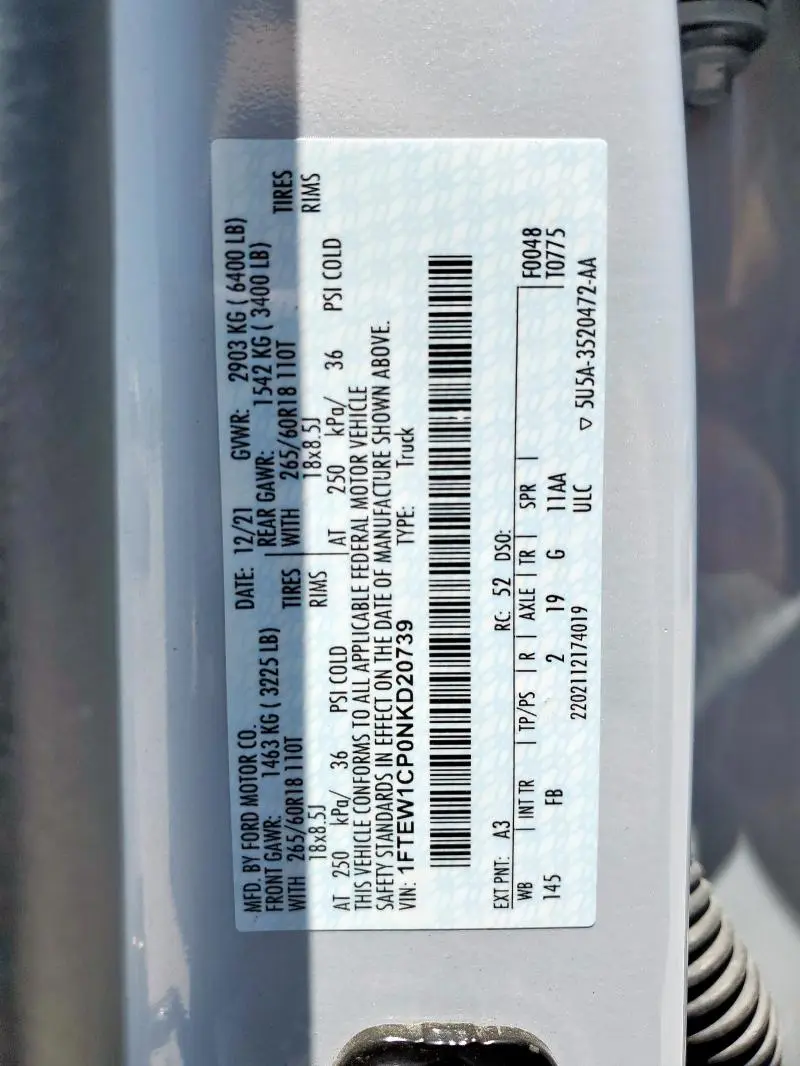 MFD. BY FORD MOTOR CO. DATE: 12/21 GVWR: 2903 KG ( 6400 LB)
FRONT GAWR: 1463 KG ( 3225 LB) REAR GAWR: 1542 KG ( 3400 LB)
WITH 265/60R18 110T TIRES WITH 265/60R18 110T TIRES
18x8.5J RIMS 18x8.5J RIMS
AT 250 kPa/ 36 PSI COLD AT 250 kPa/ 36 PSI COLD
THIS VEHICLE CONFORMS TO ALL APPLICABLE FEDERAL MOTOR VEHICLE
SAFETY STANDARDS IN EFFECT ON THE DATE OF MANUFACTURE SHOWN ABOVE.
VIN: 1FTEW1CP0NKD20739 TYPE: Truck
EXT PNT: A3 RC: 52 DSO:
WB | INT TR | TP/PS | R | AXLE | TR | SPR | F0048
145 FB 2 19 G 11AA T0775
2202112174019 ULC
▽ 5U5A-3520472-AA